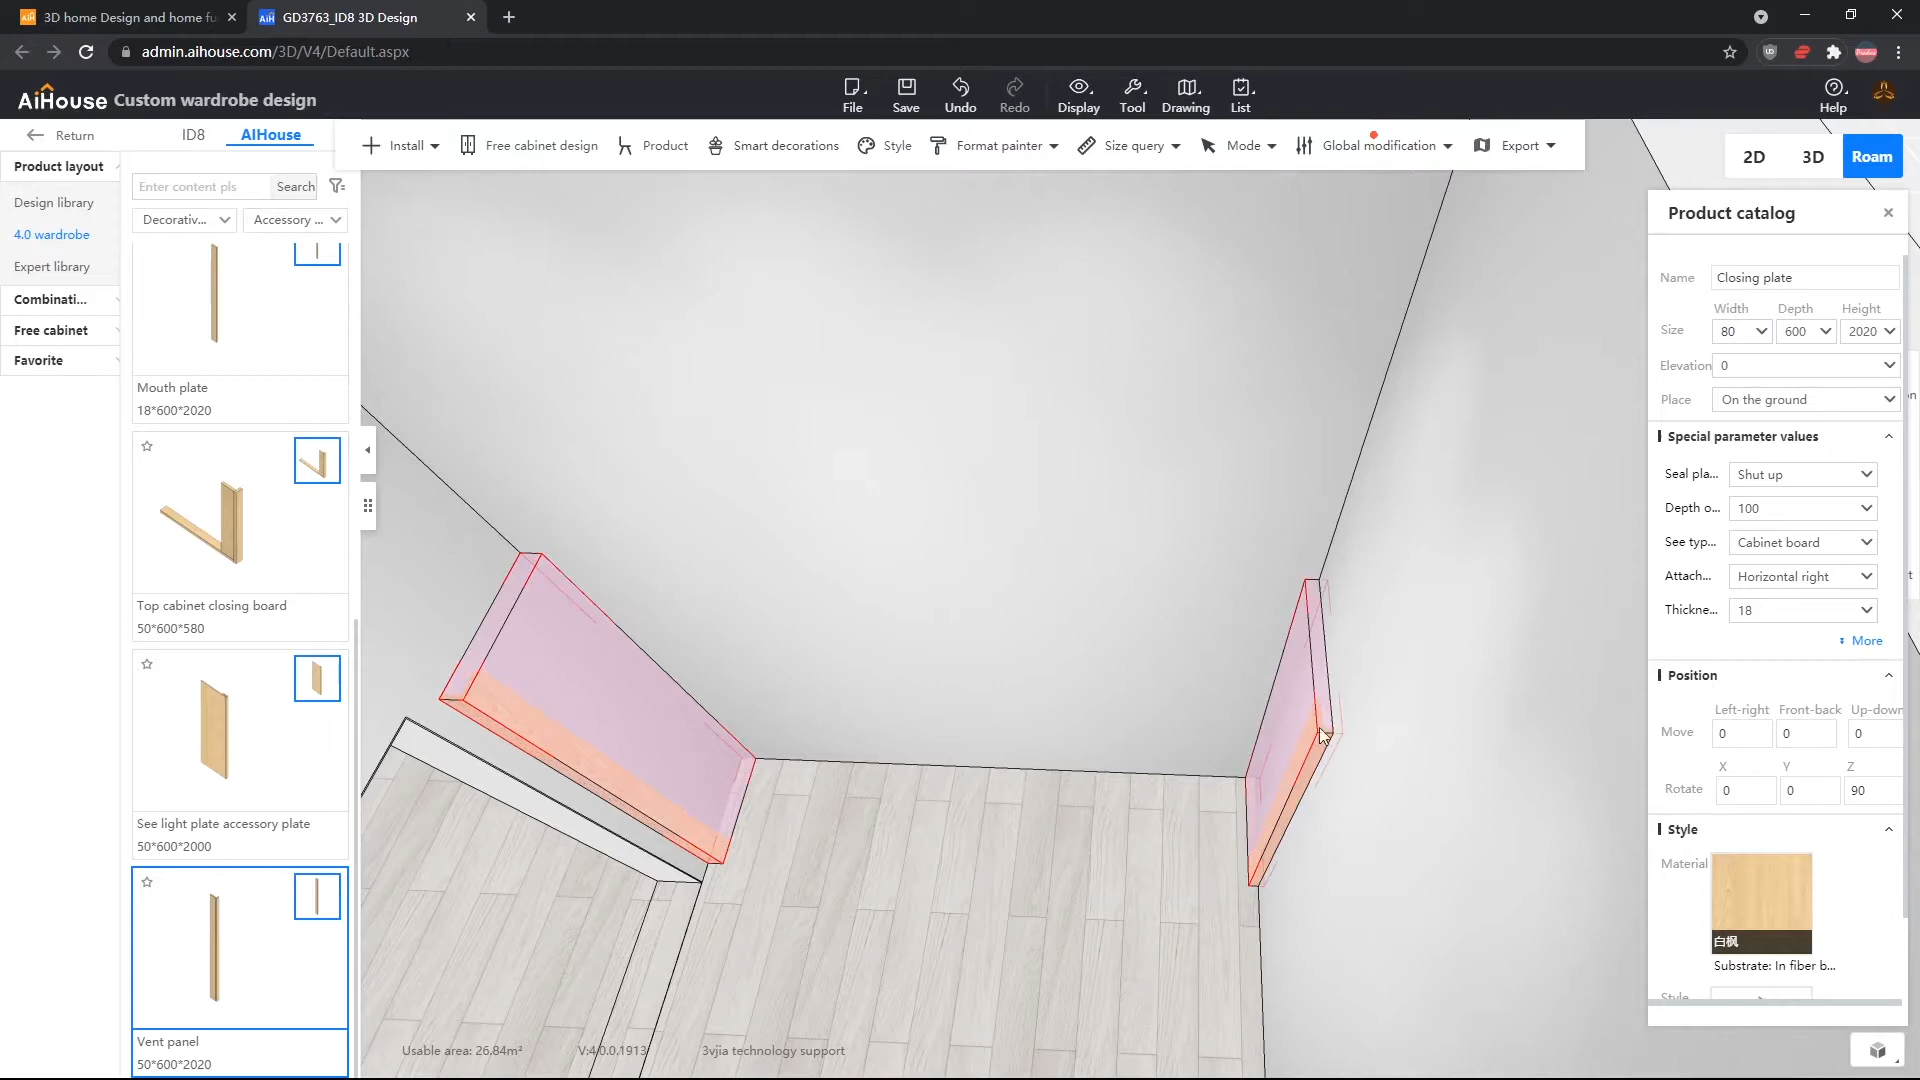 3D home Design and home fu
GD3763_ID8 3D Design
admin.aihouse.com/3D/V4/Default.aspx
AiHouse Custom wardrobe design
File
Save
Undo
Redo
Display
Tool
Drawing
List
Help
Return
ID8
AIHouse
Install
Free cabinet design
Product
Smart decorations
Style
Format painter
Size query
Mode
Global modification
Export
2D
3D
Roam
Product layout
Design library
4.0 wardrobe
Expert library
Combinati...
Free cabinet
Favorite
Enter content pls
Search
Decorativ...
Accessory ...
Mouth plate
18*600*2020
Top cabinet closing board
50*600*580
See light plate accessory plate
50*600*2000
Vent panel
50*600*2020
Usable area: 26.84m²
V:4.0.0.1913
3vjia technology support
Product catalog
Name Closing plate
Width Depth Height
Size 80 600 2020
Elevation 0
Place On the ground
Special parameter values
Seal pla... Shut up
Depth o... 100
See typ... Cabinet board
Attach... Horizontal right
Thickne... 18
More
Position
Left-right Front-back Up-down
Move 0 0 0
X Y Z
Rotate 0 0 90
Style
Material
白枫
Substrate: In fiber b...
Style